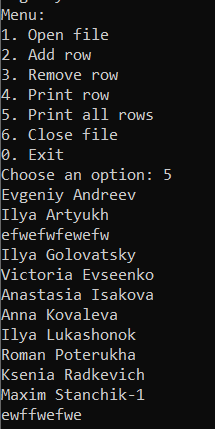 Menu:
1. Open file
2. Add row
3. Remove row
4. Print row
5. Print all rows
6. Close file
0. Exit
Choose an option: 5
Evgeniy Andreev
Ilya Artyukh
efwefwfewefw
Ilya Golovatsky
Victoria Evseenko
Anastasia Isakova
Anna Kovaleva
Ilya Lukashonok
Roman Poterukha
Ksenia Radkevich
Maxim Stanchik-1
ewffwefwe